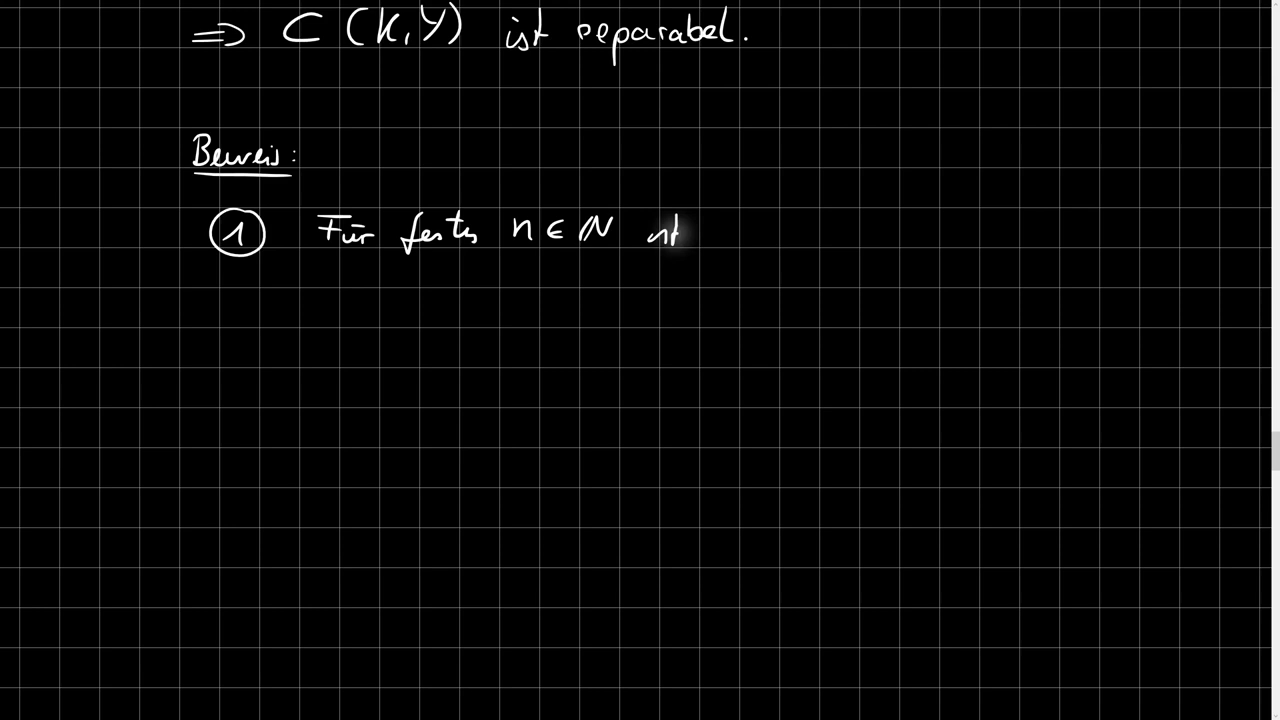 ⇒ C(K,Y) ist separabel.
Beweis:
① Für festes n ∈ ℕ ist